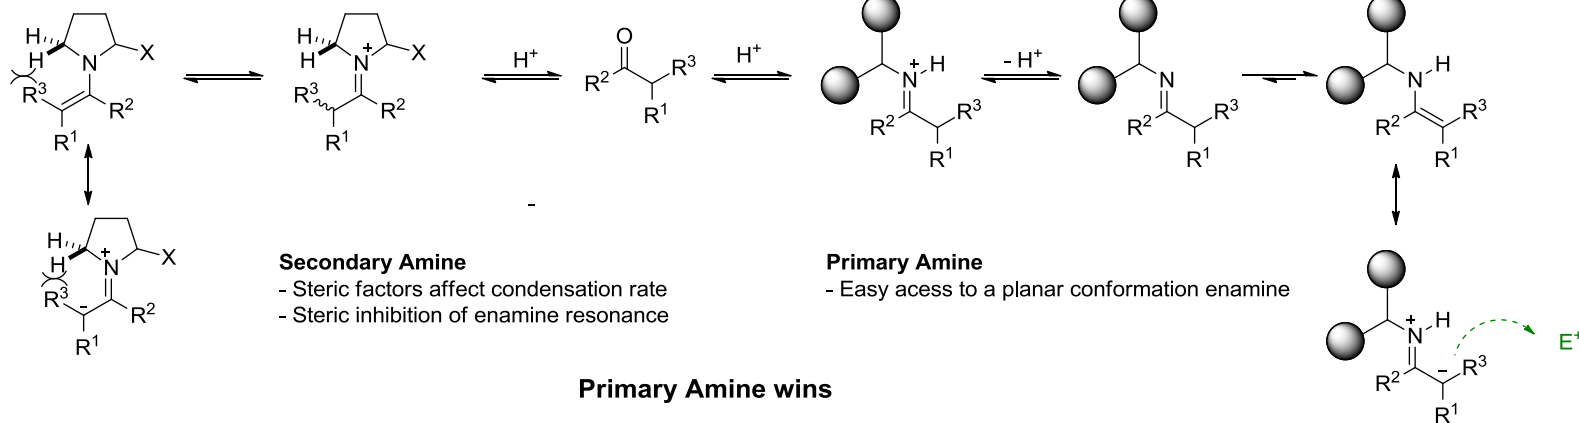 H
H
N
X
R³
R²
R¹
H
H
+
N
X
R³
R²
R¹
H⁺
O
R²
R³
R¹
H⁺
+
N
H
R²
R³
R¹
- H⁺
N
R²
R³
R¹
N
H
R²
R³
R¹
H
H
+
N
X
R³
-
R²
R¹
-
Secondary Amine
- Steric factors affect condensation rate
- Steric inhibition of enamine resonance
Primary Amine
- Easy acess to a planar conformation enamine
+
N
H
R²
-
R³
R¹
E⁺
Primary Amine wins